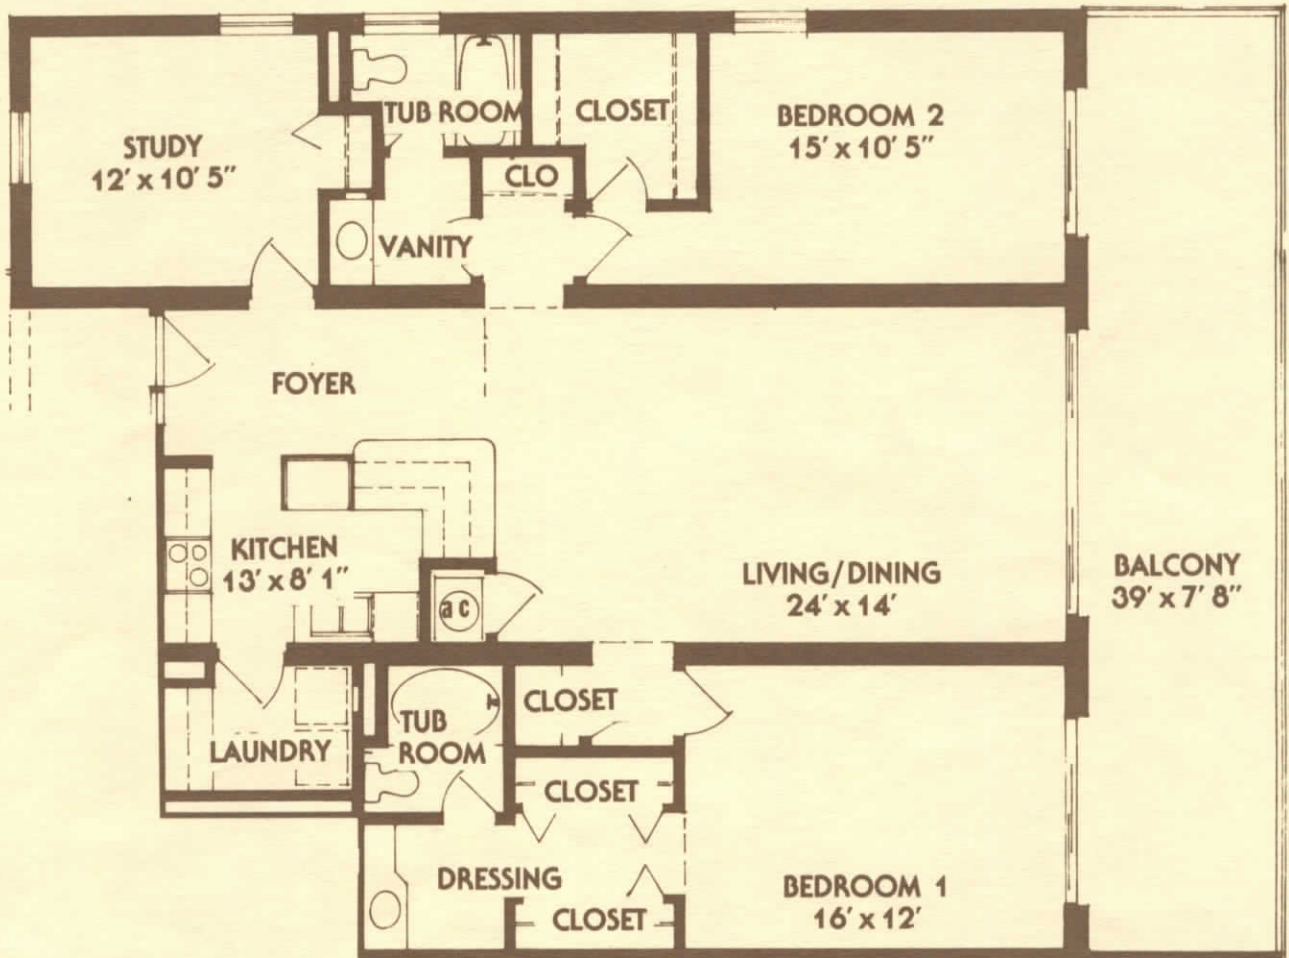 STUDY
12' x 10' 5"
TUB ROOM
CLOSET
BEDROOM 2
15' x 10' 5"
CLO
VANITY
FOYER
KITCHEN
13' x 8' 1"
ac
LIVING/DINING
24' x 14'
BALCONY
39' x 7' 8"
LAUNDRY
TUB
ROOM
CLOSET
CLOSET
DRESSING
CLOSET
BEDROOM 1
16' x 12'